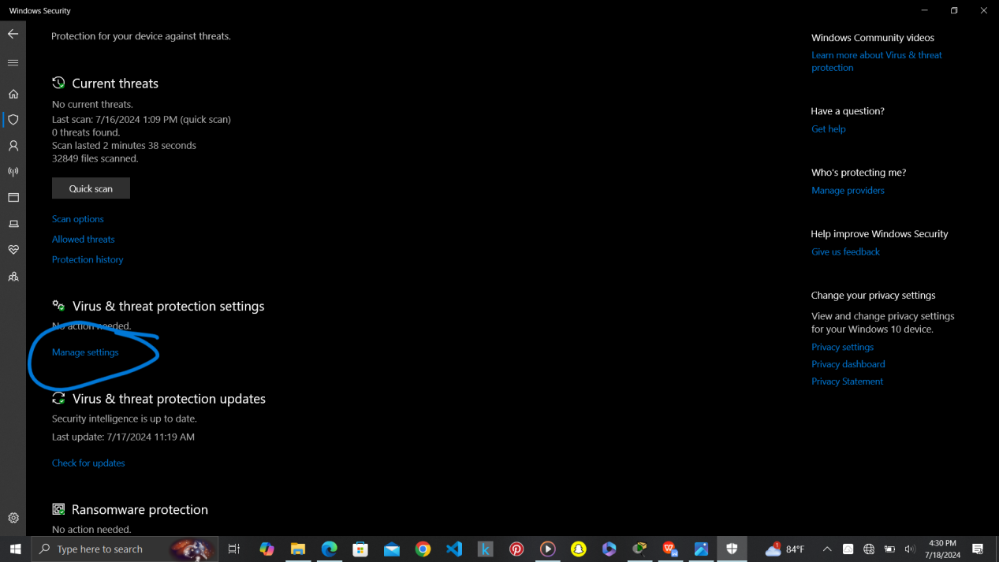 Windows Security
Protection for your device against threats.
Current threats
No current threats.
Last scan: 7/16/2024 1:09 PM (quick scan)
0 threats found.
Scan lasted 2 minutes 38 seconds
32849 files scanned.
Quick scan
Scan options
Allowed threats
Protection history
Virus & threat protection settings
No action needed.
Manage settings
Virus & threat protection updates
Security intelligence is up to date.
Last update: 7/17/2024 11:19 AM
Check for updates
Ransomware protection
No action needed.
Windows Community videos
Learn more about Virus & threat
protection
Have a question?
Get help
Who's protecting me?
Manage providers
Help improve Windows Security
Give us feedback
Change your privacy settings
View and change privacy settings
for your Windows 10 device.
Privacy settings
Privacy dashboard
Privacy Statement
Type here to search
k
1
84°F
4:30 PM
7/18/2024